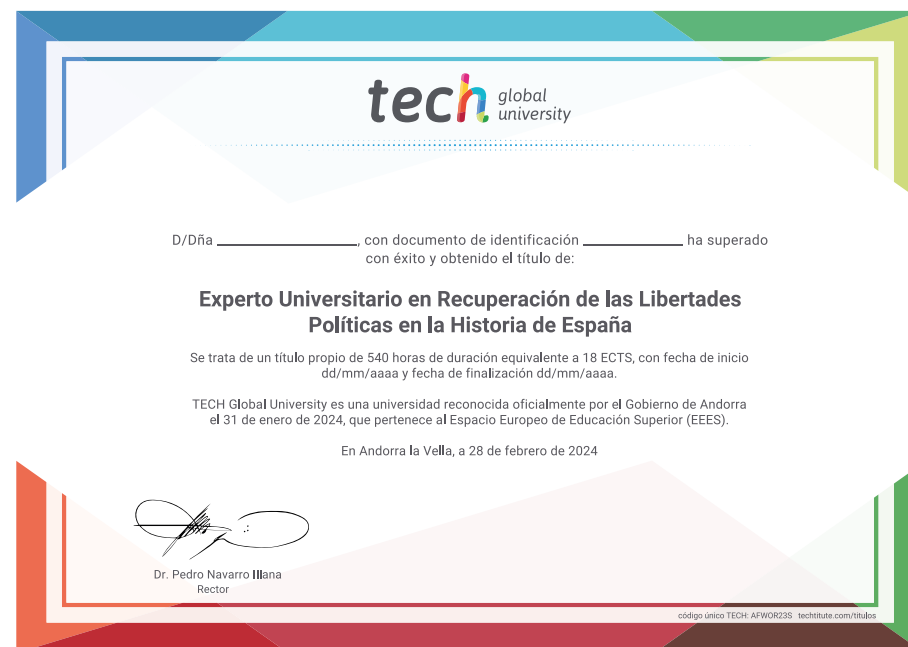 tech global university
D/Dña ____________, con documento de identificación ____________ ha superado
con éxito y obtenido el título de:
Experto Universitario en Recuperación de las Libertades
Políticas en la Historia de España
Se trata de un título propio de 540 horas de duración equivalente a 18 ECTS, con fecha de inicio
dd/mm/aaaa y fecha de finalización dd/mm/aaaa.
TECH Global University es una universidad reconocida oficialmente por el Gobierno de Andorra
el 31 de enero de 2024, que pertenece al Espacio Europeo de Educación Superior (EEES).
En Andorra la Vella, a 28 de febrero de 2024
Dr. Pedro Navarro Illana
Rector
código único TECH: AFWOR23S techtitute.com/titulos